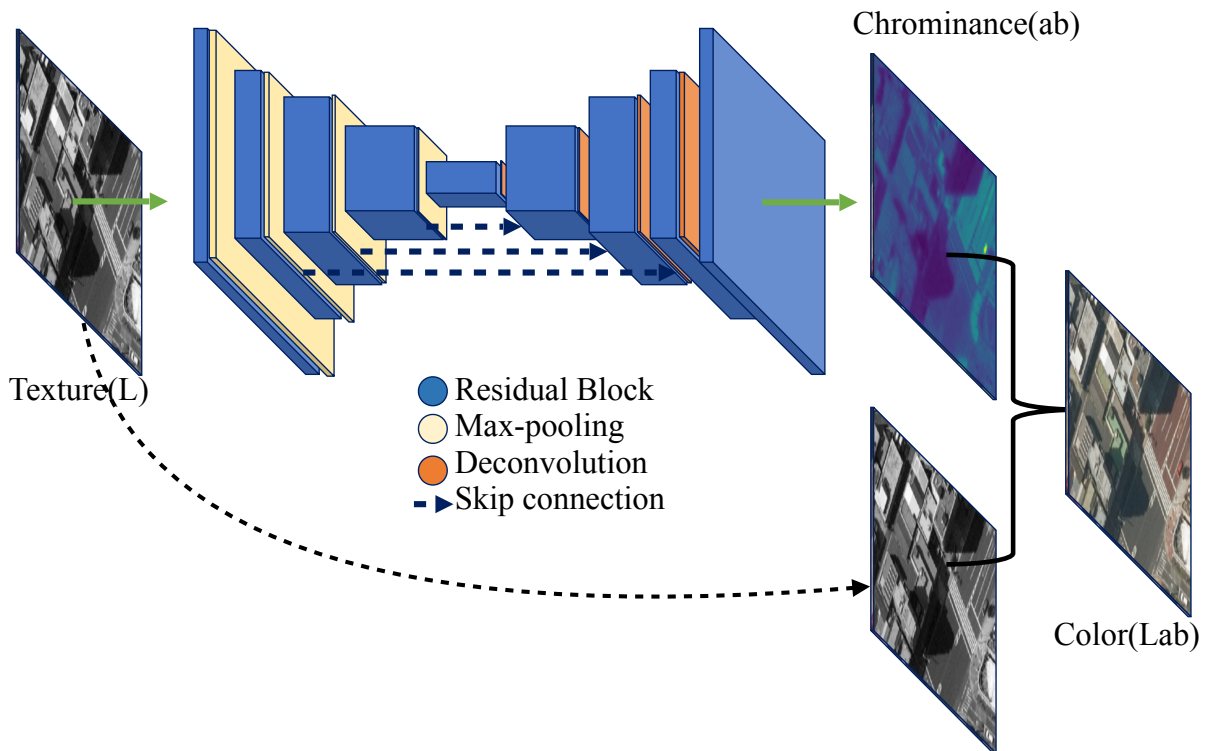 Chrominance(ab)
Texture(L)
Residual Block
Max-pooling
Deconvolution
Skip connection
Color(Lab)